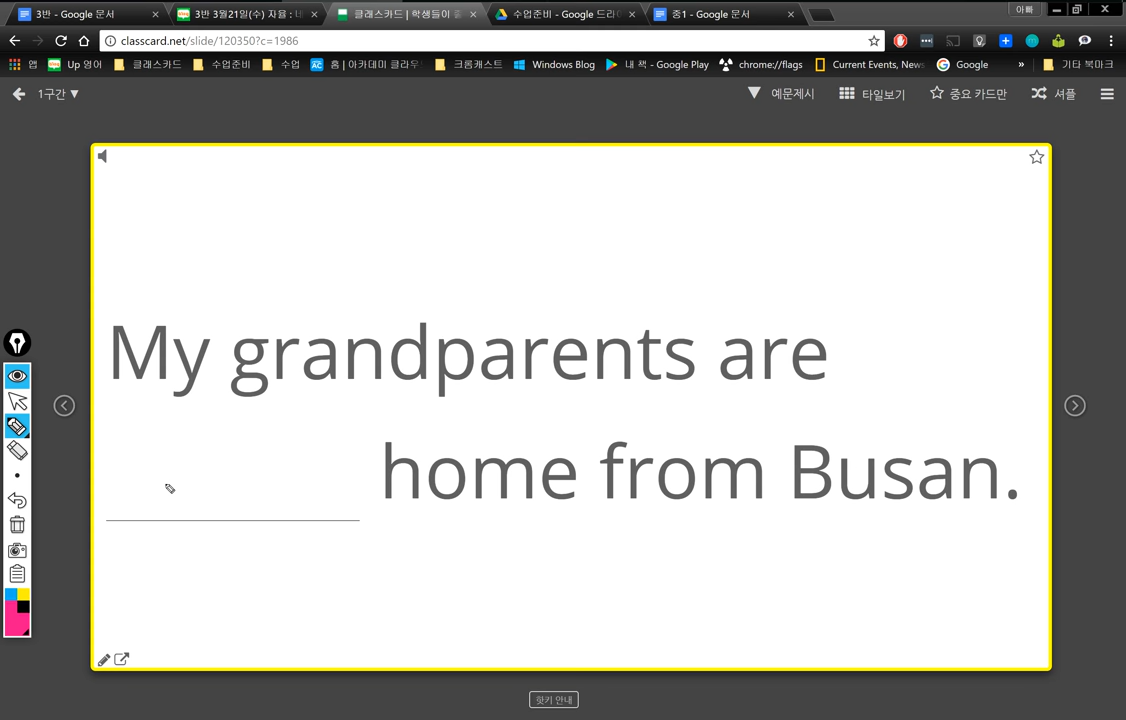 3반 - Google 문서
3반 3월21일(수) 자율 : 네
클래스카드 | 학생들이 좋
수업준비 - Google 드라이
중1 - Google 문서
아빠
classcard.net/slide/120350?c=1986
앱
Up 영어
클래스카드
수업준비
수업
홈 | 아카데미 클라우
크롬캐스트
Windows Blog
내 책 - Google Play
chrome://flags
Current Events, News
Google
»
기타 북마크
1구간 ▼
▼ 예문제시
타일보기
중요 카드만
셔플
My grandparents are
home from Busan.
핫키 안내